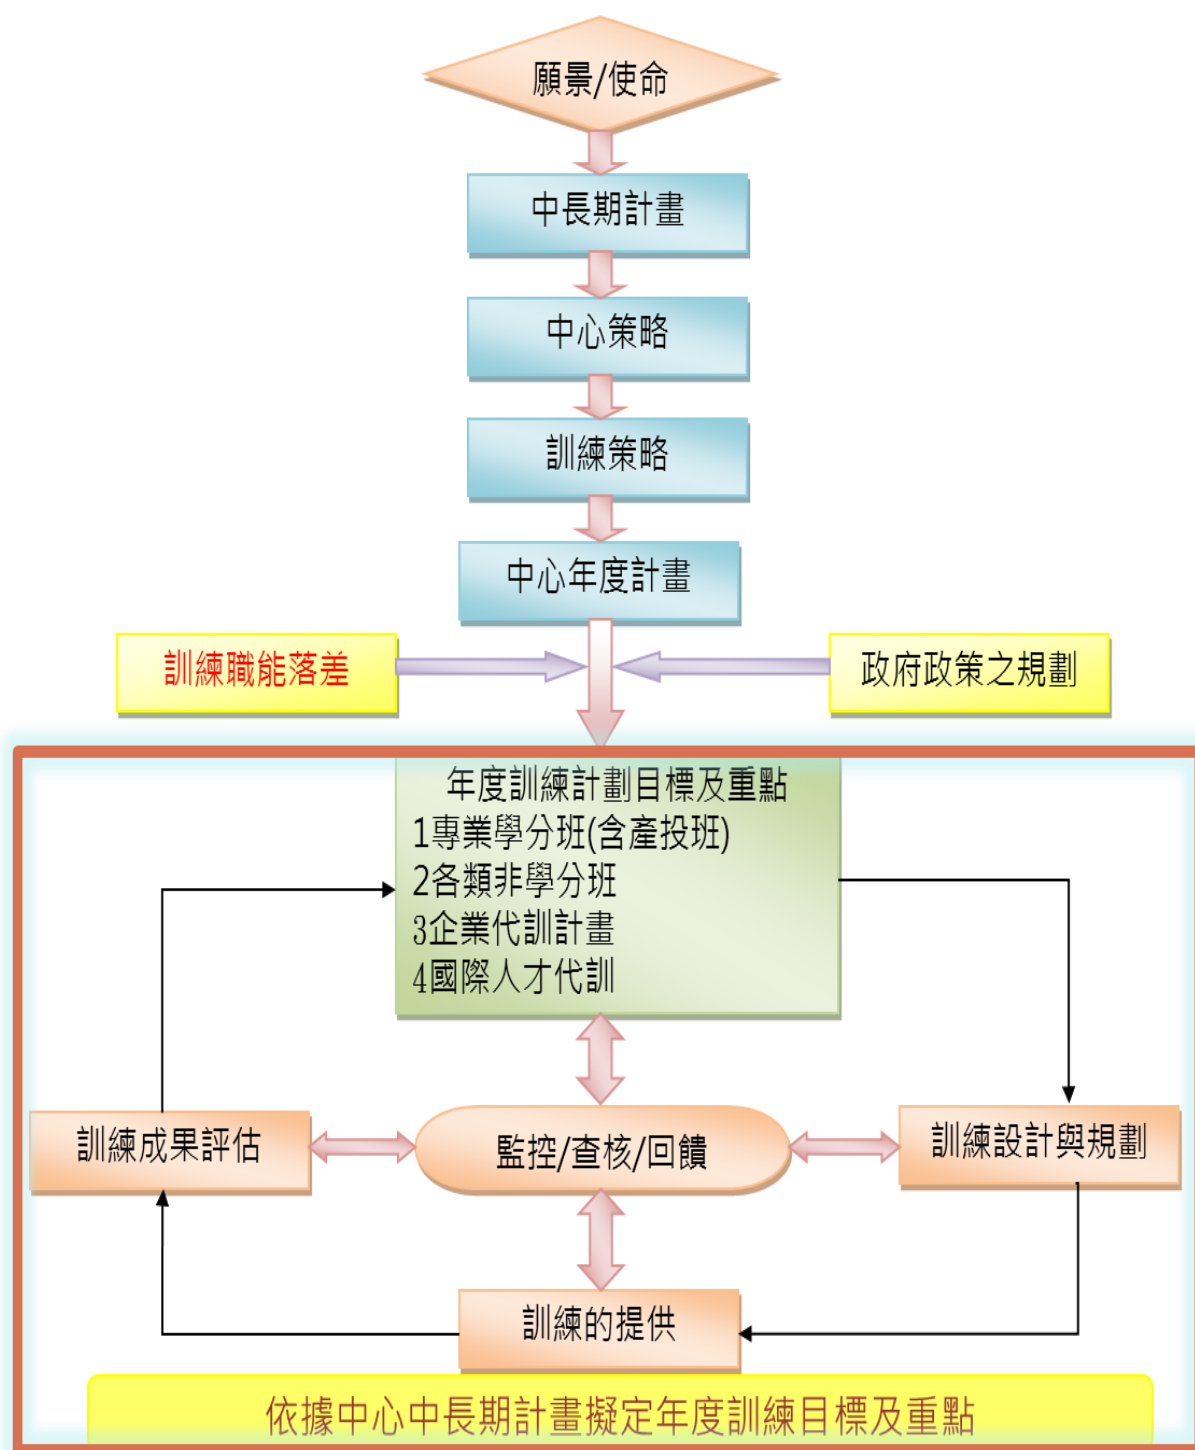 願景/使命
中長期計畫
中心策略
訓練策略
中心年度計畫
訓練職能落差
政府政策之規劃
年度訓練計劃目標及重點
1專業學分班(含產投班)
2各類非學分班
3企業代訓計畫
4國際人才代訓
訓練成果評估
監控/查核/回饋
訓練設計與規劃
訓練的提供
依據中心中長期計畫擬定年度訓練目標及重點